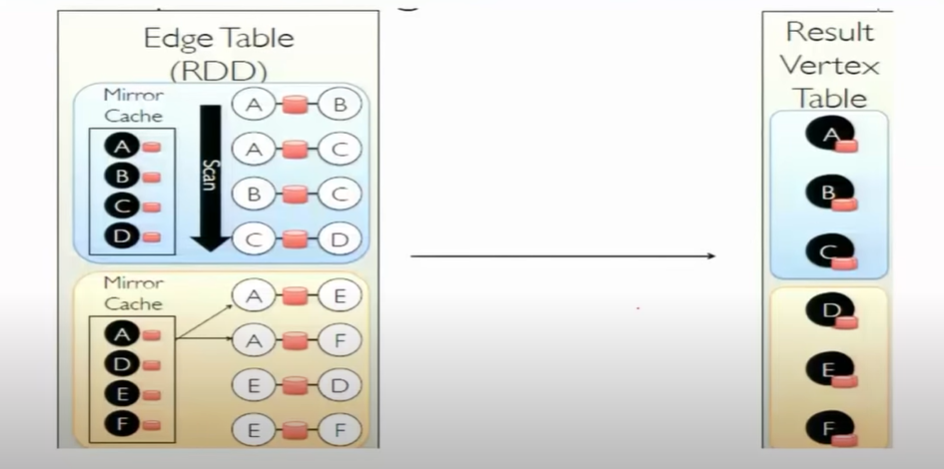 Edge Table
(RDD)
Mirror
Cache
A
B
C
D
Scan
A B
A C
B C
C D
Mirror
Cache
A
D
E
F
A E
A F
E D
E F
Result
Vertex
Table
A
B
C
D
E
F